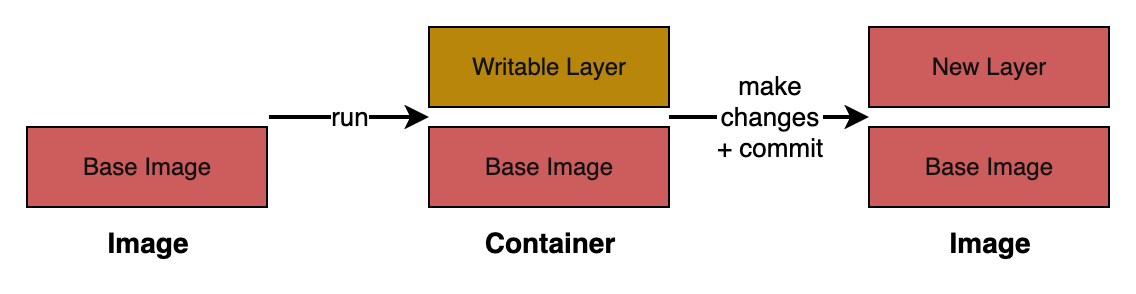 Writable Layer
New Layer
make
run
changes
+ commit
Base Image
Base Image
Base Image
Image
Container
Image